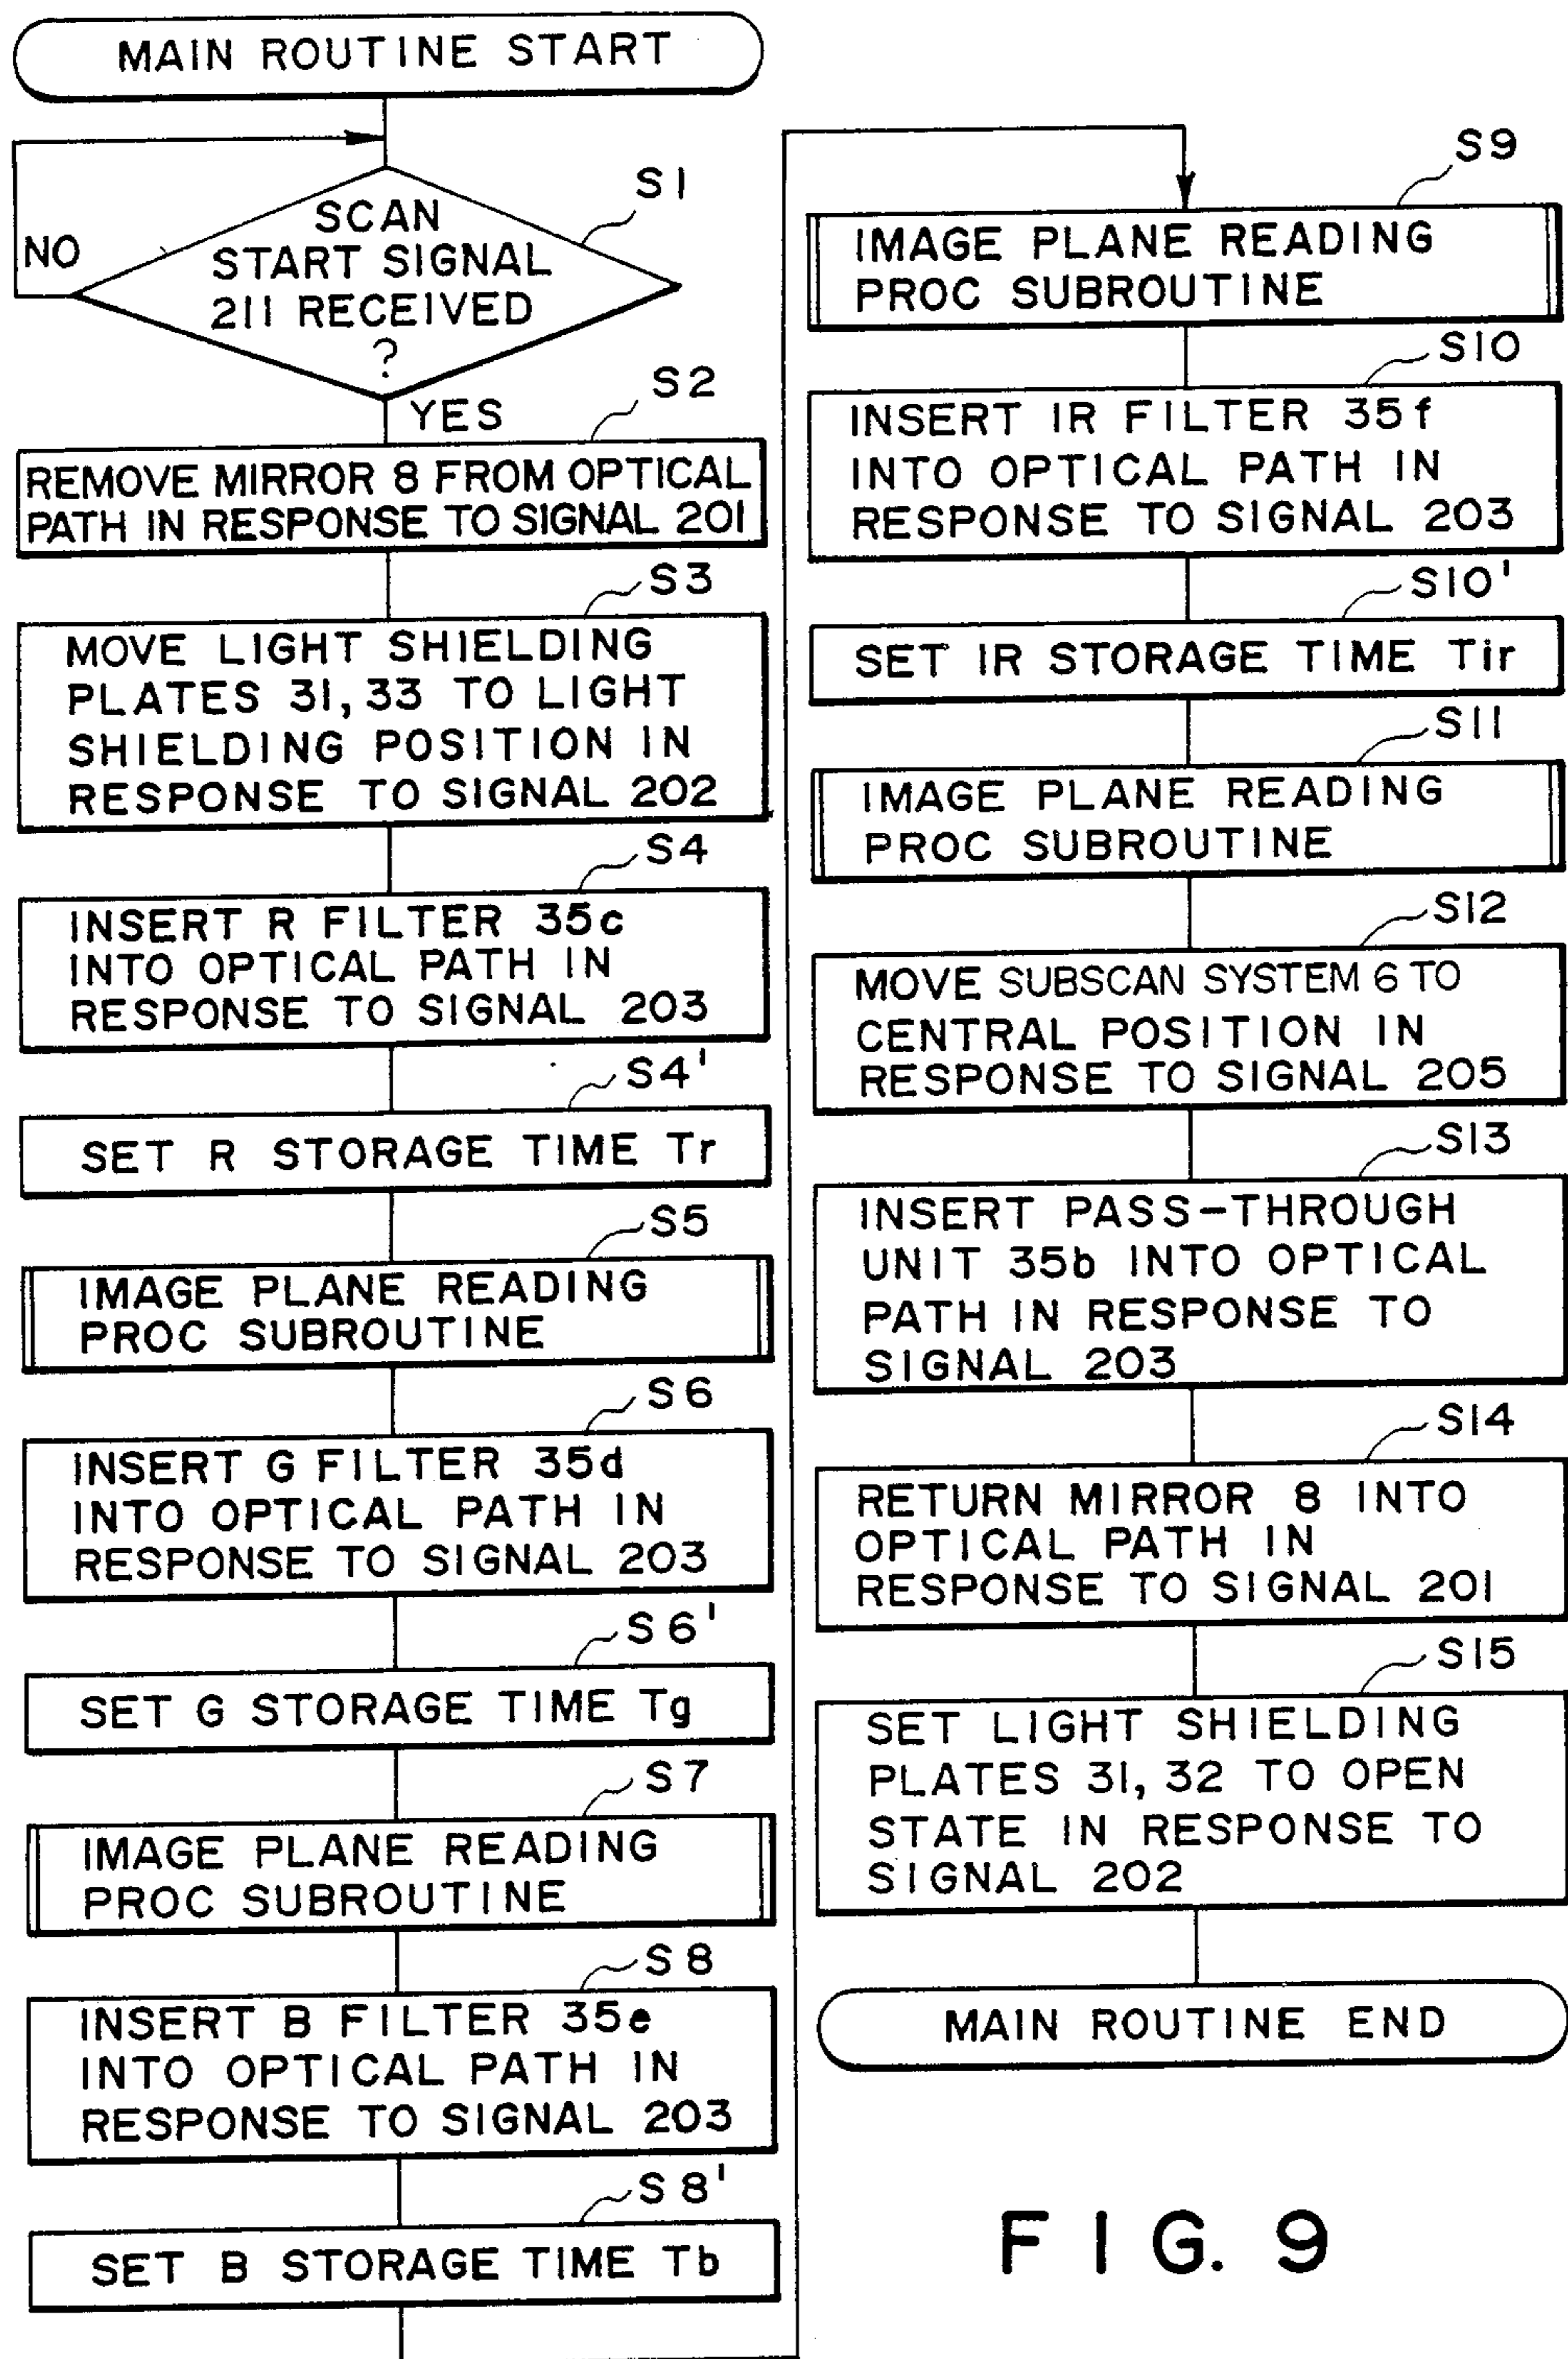 MAIN ROUTINE START
S1
SCAN
START SIGNAL
211 RECEIVED
?
NO
YES
S2
REMOVE MIRROR 8 FROM OPTICAL
PATH IN RESPONSE TO SIGNAL 201
S3
MOVE LIGHT SHIELDING
PLATES 31, 33 TO LIGHT
SHIELDING POSITION IN
RESPONSE TO SIGNAL 202
S4
INSERT R FILTER 35c
INTO OPTICAL PATH IN
RESPONSE TO SIGNAL 203
S4'
SET R STORAGE TIME Tr
S5
IMAGE PLANE READING
PROC SUBROUTINE
S6
INSERT G FILTER 35d
INTO OPTICAL PATH IN
RESPONSE TO SIGNAL 203
S6'
SET G STORAGE TIME Tg
S7
IMAGE PLANE READING
PROC SUBROUTINE
S8
INSERT B FILTER 35e
INTO OPTICAL PATH IN
RESPONSE TO SIGNAL 203
S8'
SET B STORAGE TIME Tb
S9
IMAGE PLANE READING
PROC SUBROUTINE
S10
INSERT IR FILTER 35f
INTO OPTICAL PATH IN
RESPONSE TO SIGNAL 203
S10'
SET IR STORAGE TIME Tir
S11
IMAGE PLANE READING
PROC SUBROUTINE
S12
MOVE SUBSCAN SYSTEM 6 TO
CENTRAL POSITION IN
RESPONSE TO SIGNAL 205
S13
INSERT PASS-THROUGH
UNIT 35b INTO OPTICAL
PATH IN RESPONSE TO
SIGNAL 203
S14
RETURN MIRROR 8 INTO
OPTICAL PATH IN
RESPONSE TO SIGNAL 201
S15
SET LIGHT SHIELDING
PLATES 31, 32 TO OPEN
STATE IN RESPONSE TO
SIGNAL 202
MAIN ROUTINE END
FIG. 9